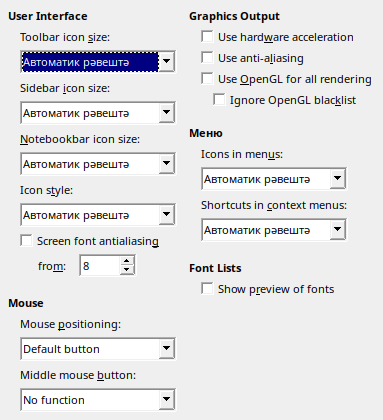 User Interface
Toolbar icon size:
Автоматик рәвештә
Sidebar icon size:
Автоматик рәвештә
Notebookbar icon size:
Автоматик рәвештә
Icon style:
Автоматик рәвештә
Screen font antialiasing
from:
8
Mouse
Mouse positioning:
Default button
Middle mouse button:
No function
Graphics Output
Use hardware acceleration
Use anti-aliasing
Use OpenGL for all rendering
Ignore OpenGL blacklist
Меню
Icons in menus:
Автоматик рәвештә
Shortcuts in context menus:
Автоматик рәвештә
Font Lists
Show preview of fonts